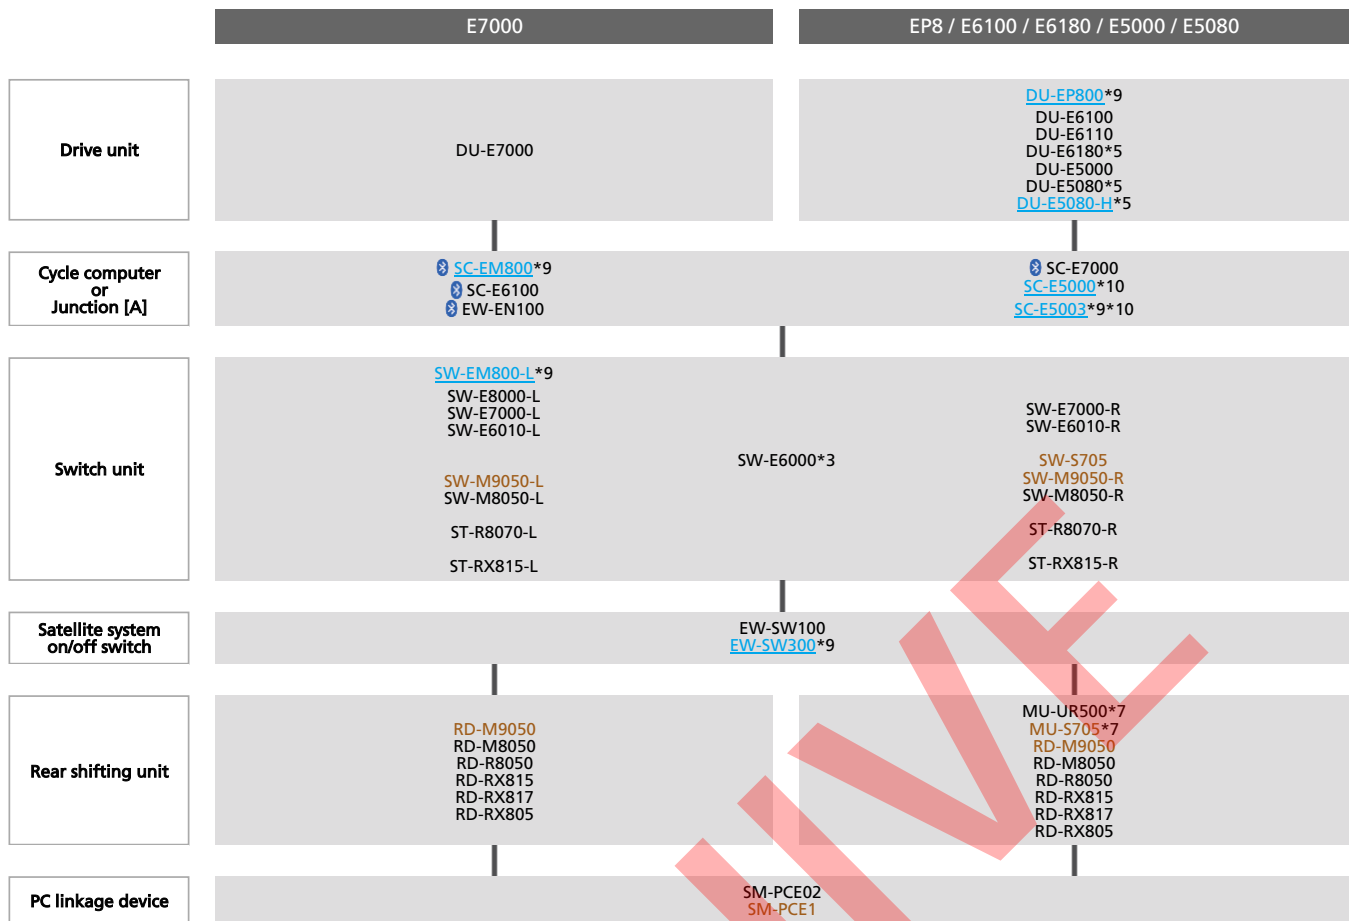 E7000
EP8 / E6100 / E6180 / E5000 / E5080
Drive unit
DU-E7000
DU-EP800*9
DU-E6100
DU-E6110
DU-E6180*5
DU-E5000
DU-E5080*5
DU-E5080-H*5
Cycle computer
or
Junction [A]
SC-EM800*9
SC-E6100
EW-EN100
SC-E7000
SC-E5000*10
SC-E5003*9*10
Switch unit
SW-EM800-L*9
SW-E8000-L
SW-E7000-L
SW-E6010-L
SW-M9050-L
SW-M8050-L
ST-R8070-L
ST-RX815-L
SW-E6000*3
SW-E7000-R
SW-E6010-R
SW-S705
SW-M9050-R
SW-M8050-R
ST-R8070-R
ST-RX815-R
Satellite system
on/off switch
EW-SW100
EW-SW300*9
Rear shifting unit
RD-M9050
RD-M8050
RD-R8050
RD-RX815
RD-RX817
RD-RX805
MU-UR500*7
MU-S705*7
RD-M9050
RD-M8050
RD-R8050
RD-RX815
RD-RX817
RD-RX805
PC linkage device
SM-PCE02
SM-PCE1
IVE